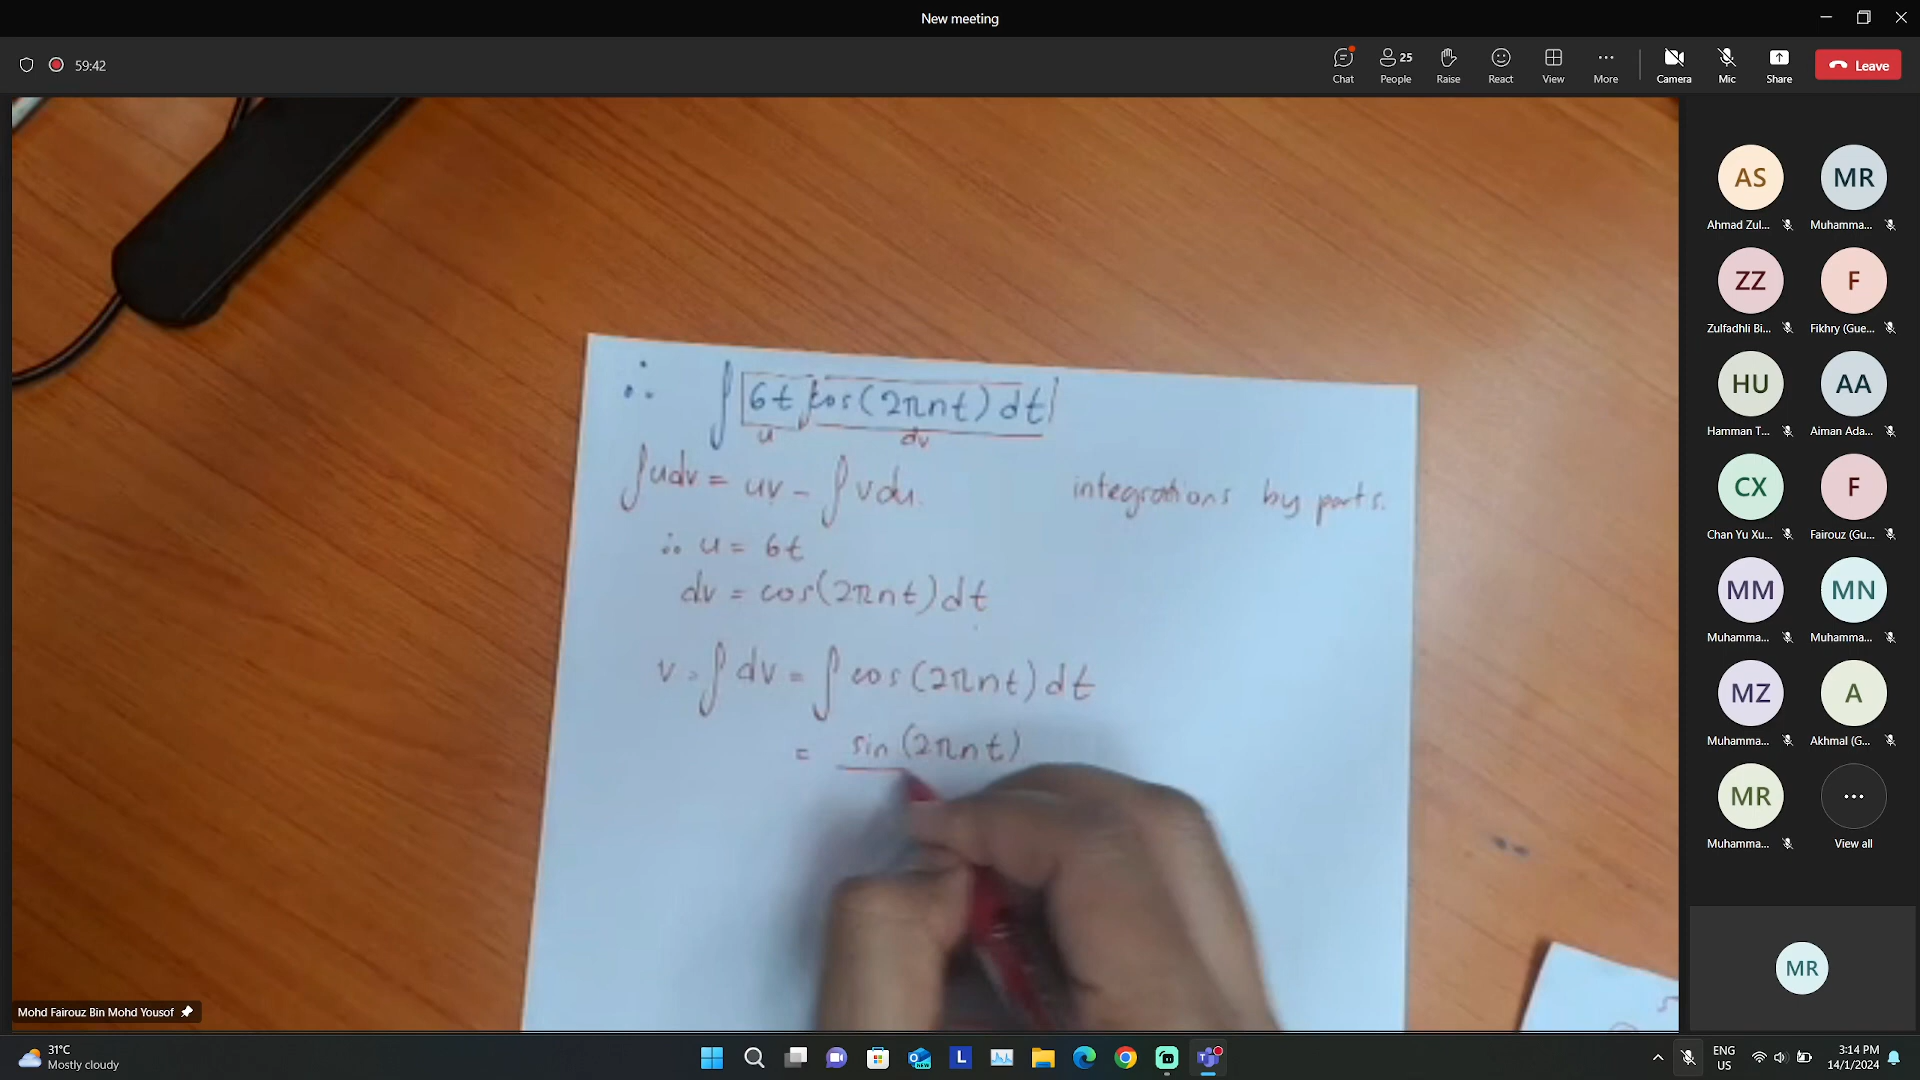 New meeting
59:42
Chat
25
People
Raise
React
View
More
Camera
Mic
Share
Leave
∴ ∫ 6t cos(2πnt) dt
u dv
∫udv = uv - ∫vdu. integrations by parts.
∴ u = 6t
dv = cos(2πnt)dt
v = ∫dv = ∫cos(2πnt)dt
= sin(2πnt)
AS
Ahmad Zul...
MR
Muhamma...
ZZ
Zulfadhli Bi...
F
Fikhry (Gue...
HU
Hamman T...
AA
Aiman Ada...
CX
Chan Yu Xu...
F
Fairouz (Gu...
MM
Muhamma...
MN
Muhamma...
MZ
Muhamma...
A
Akhmal (G...
MR
Muhamma...
View all
MR
Mohd Fairouz Bin Mohd Yousof
31°C
Mostly cloudy
NEW
L
ENG
US
3:14 PM
14/1/2024